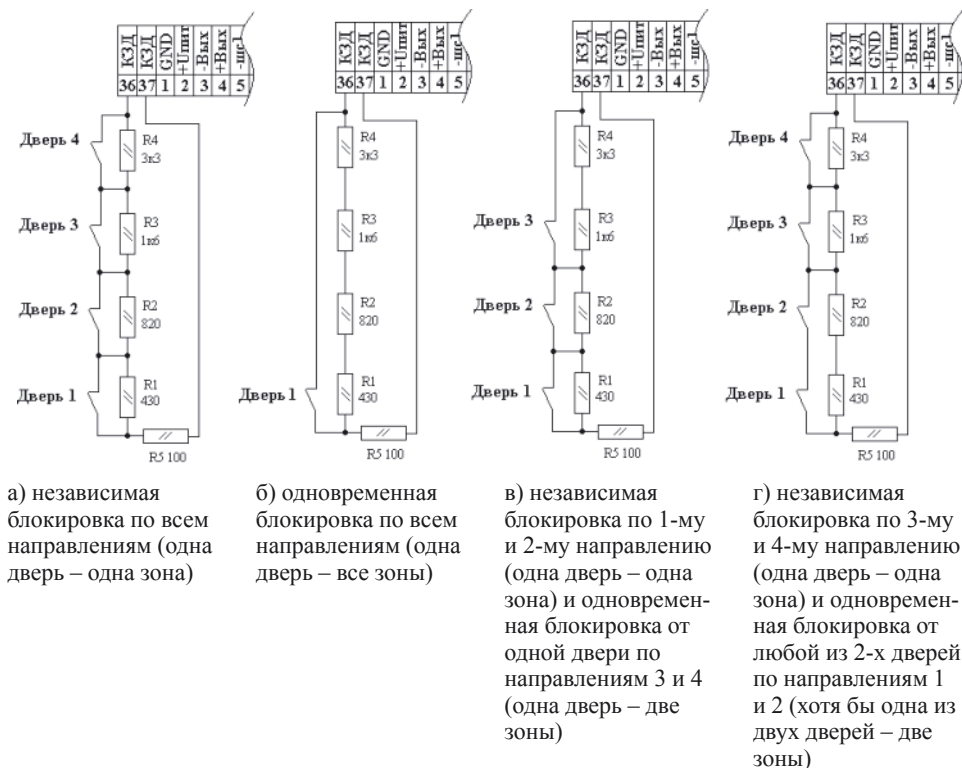 КЗД КЗД GND +Uпит -Вых +Вых -шс1
36 37 1 2 3 4 5
Дверь 4
R4
3к3
Дверь 3
R3
1к6
Дверь 2
R2
820
Дверь 1
R1
430
R5 100
а) независимая
блокировка по всем
направлениям (одна
дверь – одна зона)
КЗД КЗД GND +Uпит -Вых +Вых -шс1
36 37 1 2 3 4 5
R4
3к3
R3
1к6
R2
820
Дверь 1
R1
430
R5 100
б) одновременная
блокировка по всем
направлениям (одна
дверь – все зоны)
КЗД КЗД GND +Uпит -Вых +Вых -шс1
36 37 1 2 3 4 5
R4
3к3
Дверь 3
R3
1к6
Дверь 2
R2
820
Дверь 1
R1
430
R5 100
в) независимая
блокировка по 1-му
и 2-му направлению
(одна дверь – одна
зона) и одновремен-
ная блокировка от
одной двери по
направлениям 3 и 4
(одна дверь – две
зоны)
КЗД КЗД GND +Uпит -Вых +Вых -шс1
36 37 1 2 3 4 5
Дверь 4
R4
3к3
Дверь 3
R3
1к6
Дверь 2
R2
820
Дверь 1
R1
430
R5 100
г) независимая
блокировка по 3-му
и 4-му направлению
(одна дверь – одна
зона) и одновремен-
ная блокировка от
любой из 2-х дверей
по направлениям 1
и 2 (хотя бы одна из
двух дверей – две
зоны)